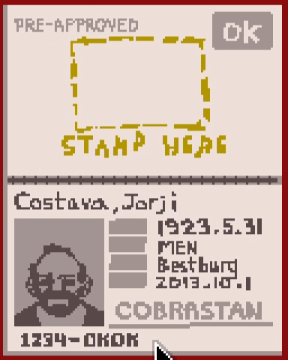 PRE-APPROVED
OK
STAMP HERE
Costava, Jorji
1923.5.31
MEN
Bestburg
2013.10.1
COBRASTAN
1234-OKOK